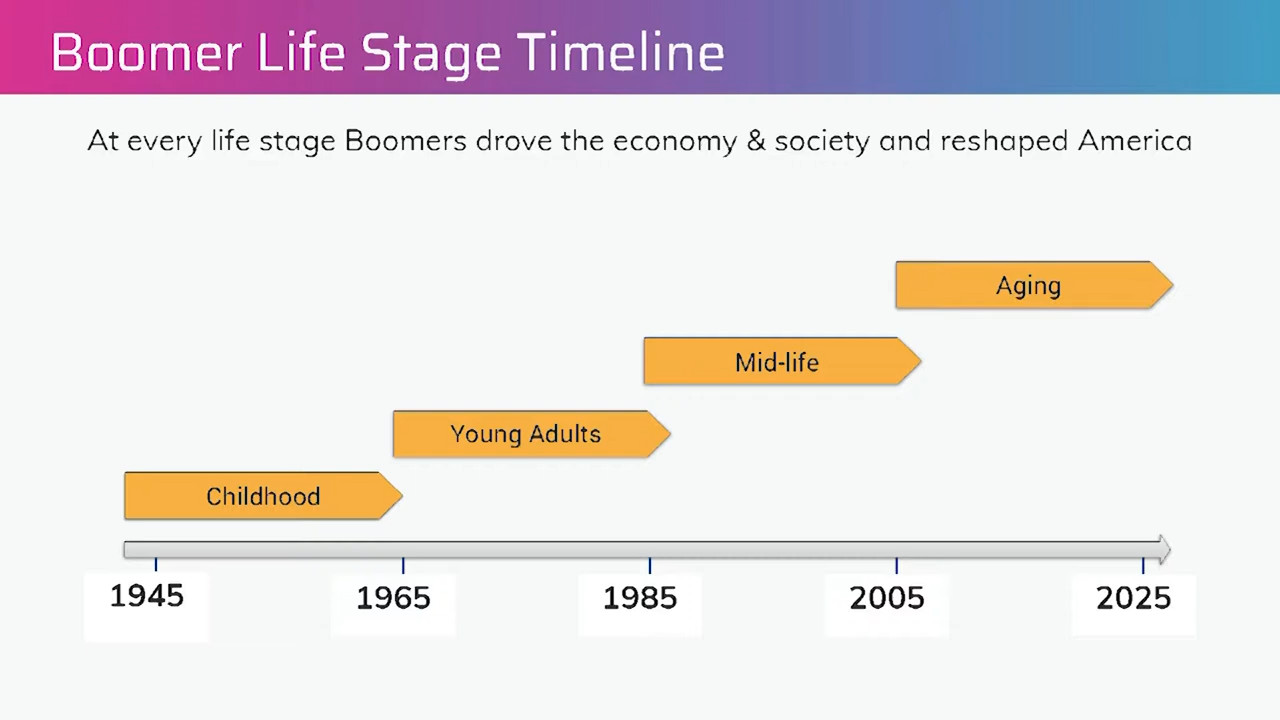 Boomer Life Stage Timeline
At every life stage Boomers drove the economy & society and reshaped America
Aging
Mid-life
Young Adults
Childhood
1945 1965 1985 2005 2025